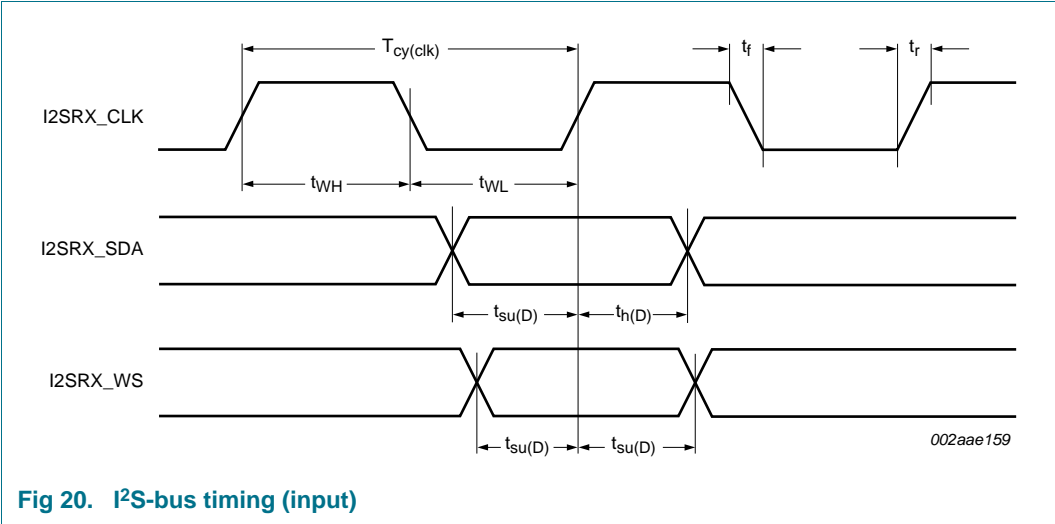 T_cy(clk)
t_f
t_r
I2SRX_CLK
t_WH
t_WL
I2SRX_SDA
t_su(D)
t_h(D)
I2SRX_WS
t_su(D)
t_su(D)
002aae159
Fig 20. I²S-bus timing (input)